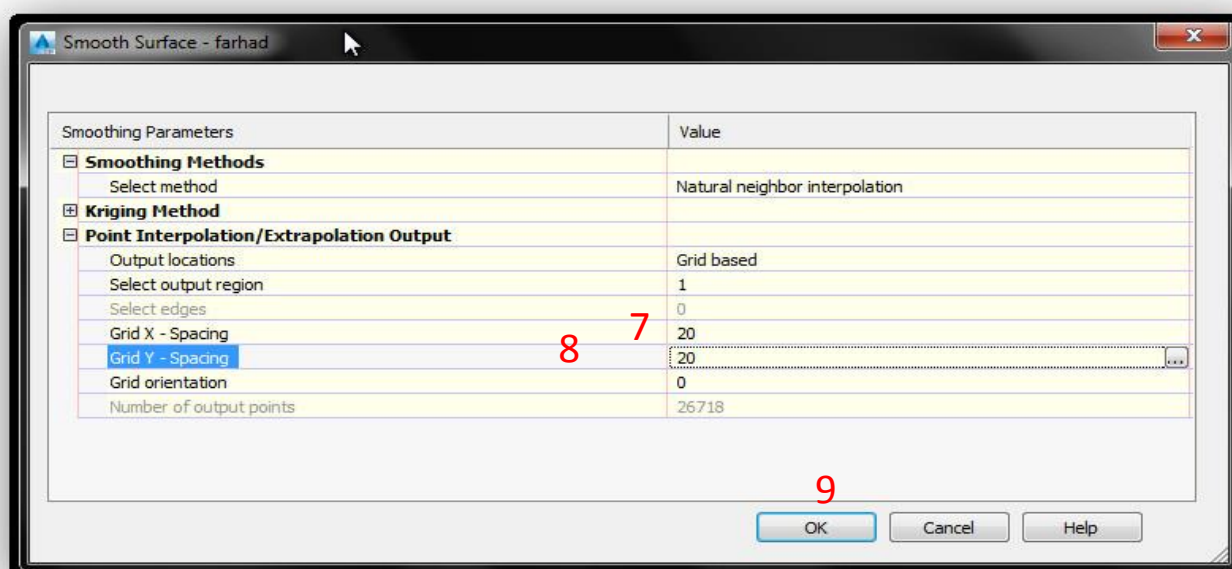 Smooth Surface - farhad
Smoothing Parameters Value
Smoothing Methods
Select method Natural neighbor interpolation
Kriging Method
Point Interpolation/Extrapolation Output
Output locations Grid based
Select output region 1
Select edges 0
Grid X - Spacing 7 20
Grid Y - Spacing 8 20 ...
Grid orientation 0
Number of output points 26718
9
OK Cancel Help